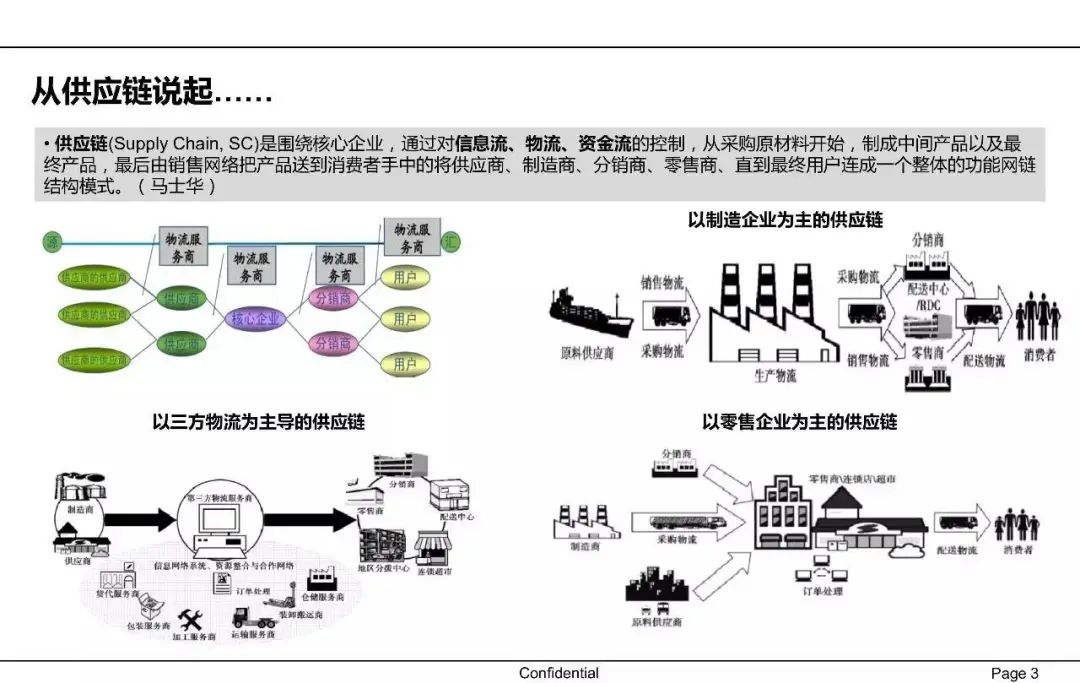 从供应链说起……
• 供应链(Supply Chain, SC)是围绕核心企业，通过对信息流、物流、资金流的控制，从采购原材料开始，制成中间产品以及最
终产品，最后由销售网络把产品送到消费者手中的将供应商、制造商、分销商、零售商、直到最终用户连成一个整体的功能网链
结构模式。（马士华）
源
物流服
务商
物流服
务商
物流服
务商
物流服
务商
汇
供应商的供应商
供应商的供应商
供应商的供应商
供应商
供应商
核心企业
分销商
分销商
用户
用户
用户
以制造企业为主的供应链
原料供应商
销售物流
采购物流
生产物流
采购物流
销售物流
分销商
配送中心
/RDC
零售商
配送物流
消费者
以三方物流为主导的供应链
制造商
供应商
第三方物流服务商
信息网络系统、资源整合与合作网络
分销商
零售商
配送中心
地区分拨中心
连锁超市
货代服务商
包装服务商
加工服务商
订单处理
运输服务商
装卸搬运商
仓储服务商
以零售企业为主的供应链
分销商
制造商
采购物流
原料供应商
零售商\连锁店\超市
订单处理
配送物流
消费者
Confidential
Page 3